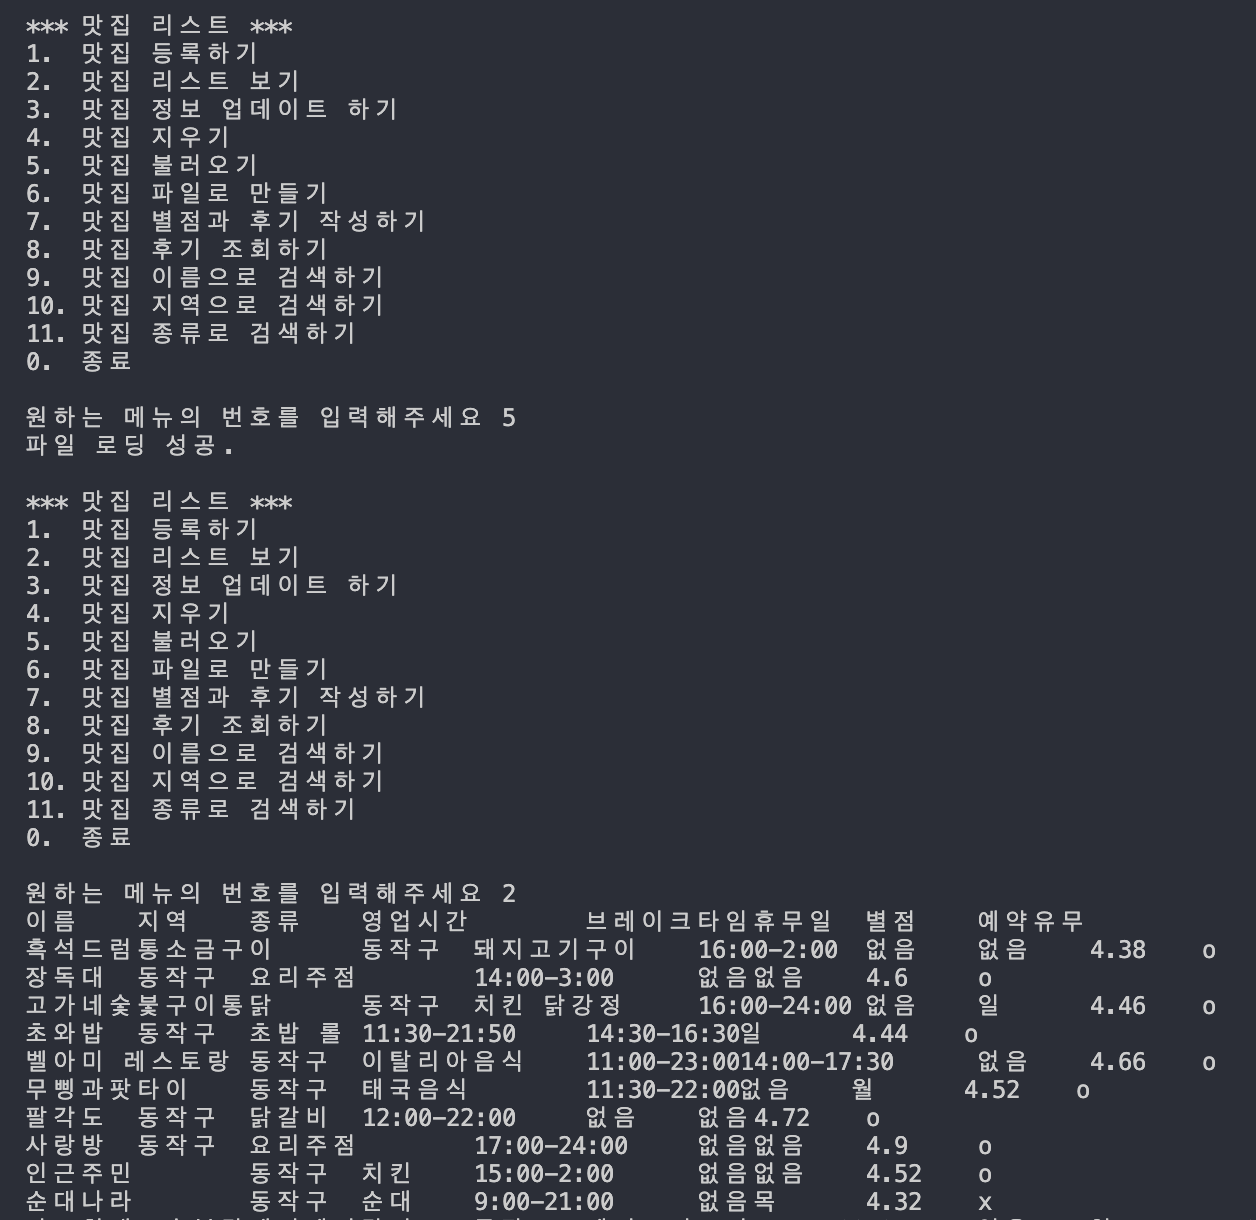 *** 맛집 리스트 ***
1. 맛집 등록하기
2. 맛집 리스트 보기
3. 맛집 정보 업데이트 하기
4. 맛집 지우기
5. 맛집 불러오기
6. 맛집 파일로 만들기
7. 맛집 별점과 후기 작성하기
8. 맛집 후기 조회하기
9. 맛집 이름으로 검색하기
10. 맛집 지역으로 검색하기
11. 맛집 종류로 검색하기
0. 종료
원하는 메뉴의 번호를 입력해주세요 5
파일 로딩 성공.
*** 맛집 리스트 ***
1. 맛집 등록하기
2. 맛집 리스트 보기
3. 맛집 정보 업데이트 하기
4. 맛집 지우기
5. 맛집 불러오기
6. 맛집 파일로 만들기
7. 맛집 별점과 후기 작성하기
8. 맛집 후기 조회하기
9. 맛집 이름으로 검색하기
10. 맛집 지역으로 검색하기
11. 맛집 종류로 검색하기
0. 종료
원하는 메뉴의 번호를 입력해주세요 2
이름 지역 종류 영업시간 브레이크타임휴무일 별점 예약유무
흑석드럼통소금구이 동작구 돼지고기구이 16:00-2:00 없음 없음 4.38 o
장독대 동작구 요리주점 14:00-3:00 없음없음 4.6 o
고가네숯불구이통닭 동작구 치킨 닭강정 16:00-24:00 없음 일 4.46 o
초와밥 동작구 초밥 롤 11:30-21:50 14:30-16:30일 4.44 o
벨아미 레스토랑 동작구 이탈리아음식 11:00-23:0014:00-17:30 없음 4.66 o
무삥과팟타이 동작구 태국음식 11:30-22:00없음 월 4.52 o
팔각도 동작구 닭갈비 12:00-22:00 없음 없음4.72 o
사랑방 동작구 요리주점 17:00-24:00 없음없음 4.9 o
인근주민 동작구 치킨 15:00-2:00 없음없음 4.52 o
순대나라 동작구 순대 9:00-21:00 없음목 4.32 x